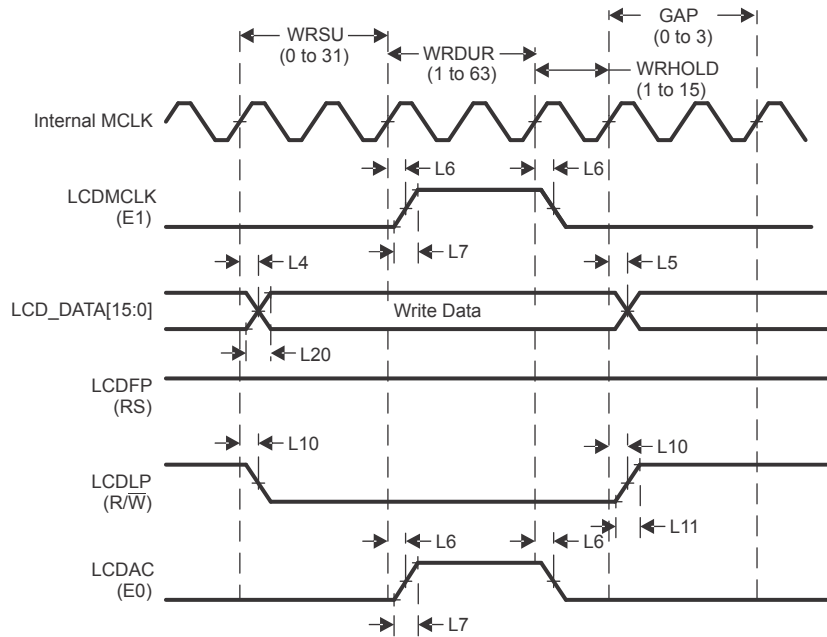 GAP
(0 to 3)
WRSU
(0 to 31)
WRDUR
(1 to 63)
WRHOLD
(1 to 15)
Internal MCLK
L6
L6
LCDMCLK
(E1)
L7
L4
L5
LCD_DATA[15:0]
Write Data
L20
LCDFP
(RS)
L10
L10
LCDLP
(R/W̅)
L11
L6
L6
LCDAC
(E0)
L7